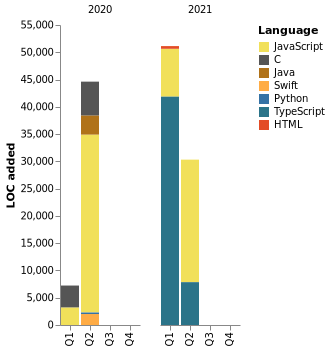 2020 2021
LOC added
55,000
50,000
45,000
40,000
35,000
30,000
25,000
20,000
15,000
10,000
5,000
0
Q1 Q2 Q3 Q4 Q1 Q2 Q3 Q4
Language
JavaScript
C
Java
Swift
Python
TypeScript
HTML